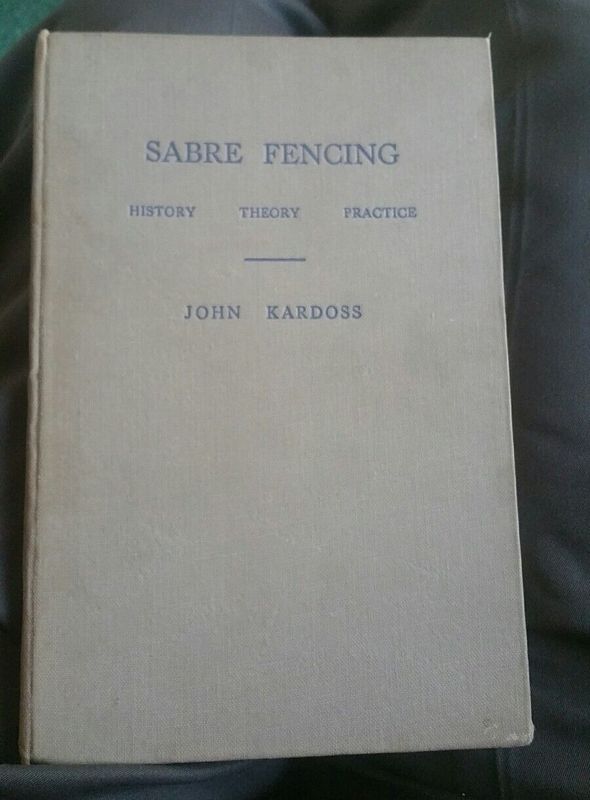 SABRE FENCING
HISTORY THEORY PRACTICE
JOHN KARDOSS